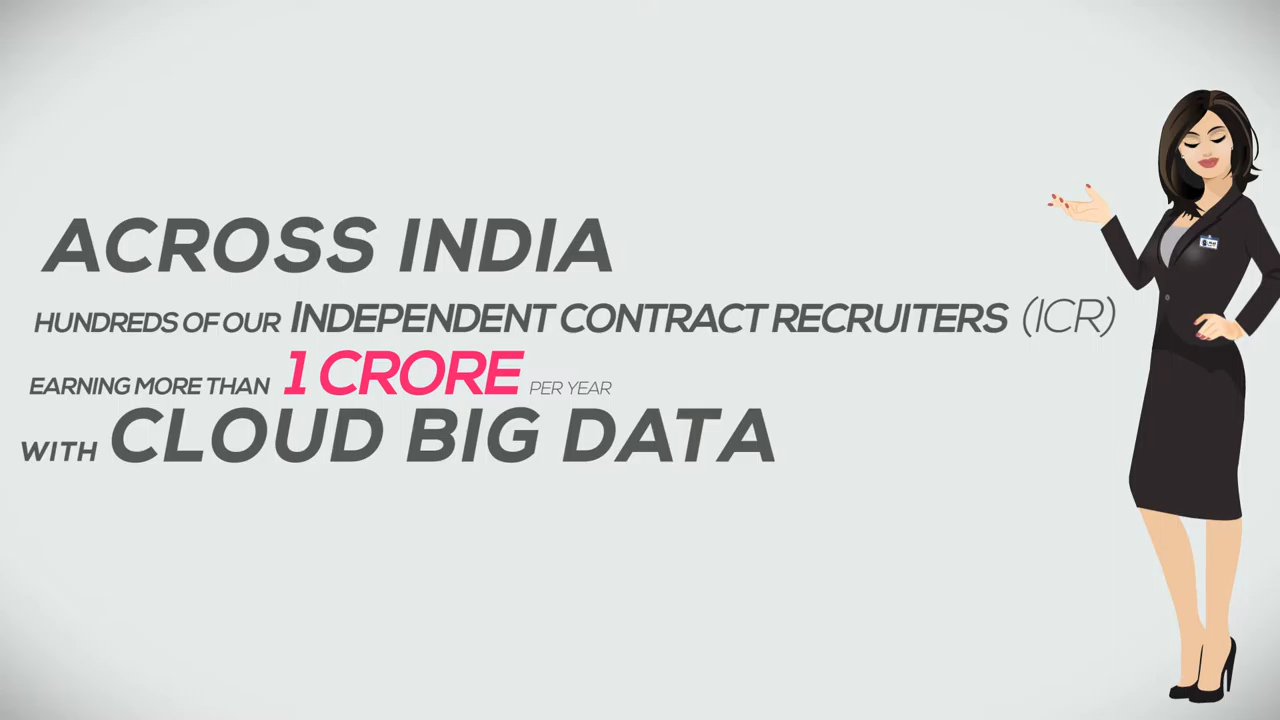 ACROSS INDIA
HUNDREDS OF OUR INDEPENDENT CONTRACT RECRUITERS (ICR)
EARNING MORE THAN 1 CRORE PER YEAR
WITH CLOUD BIG DATA